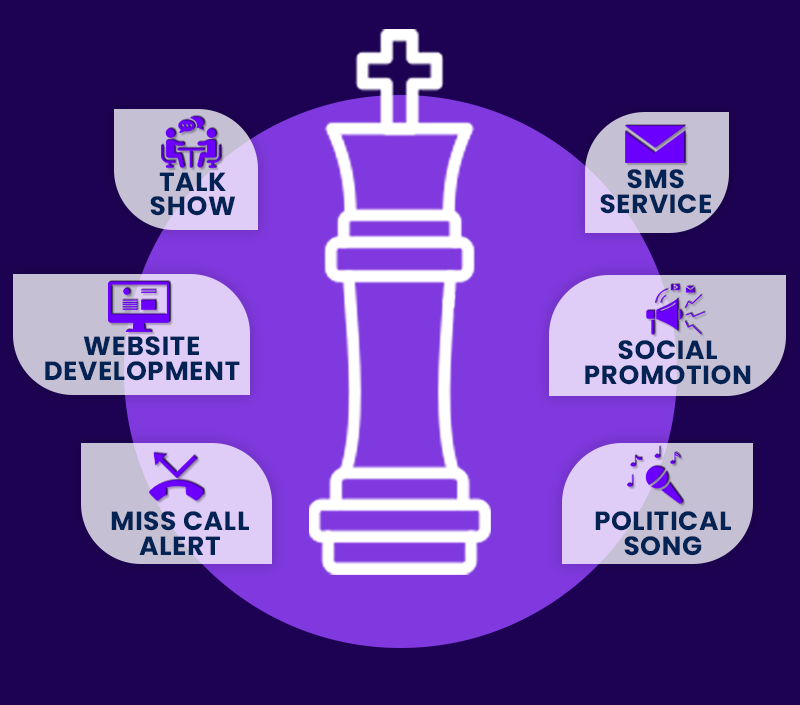 TALK
SHOW
SMS
SERVICE
WEBSITE
DEVELOPMENT
SOCIAL
PROMOTION
MISS CALL
ALERT
POLITICAL
SONG